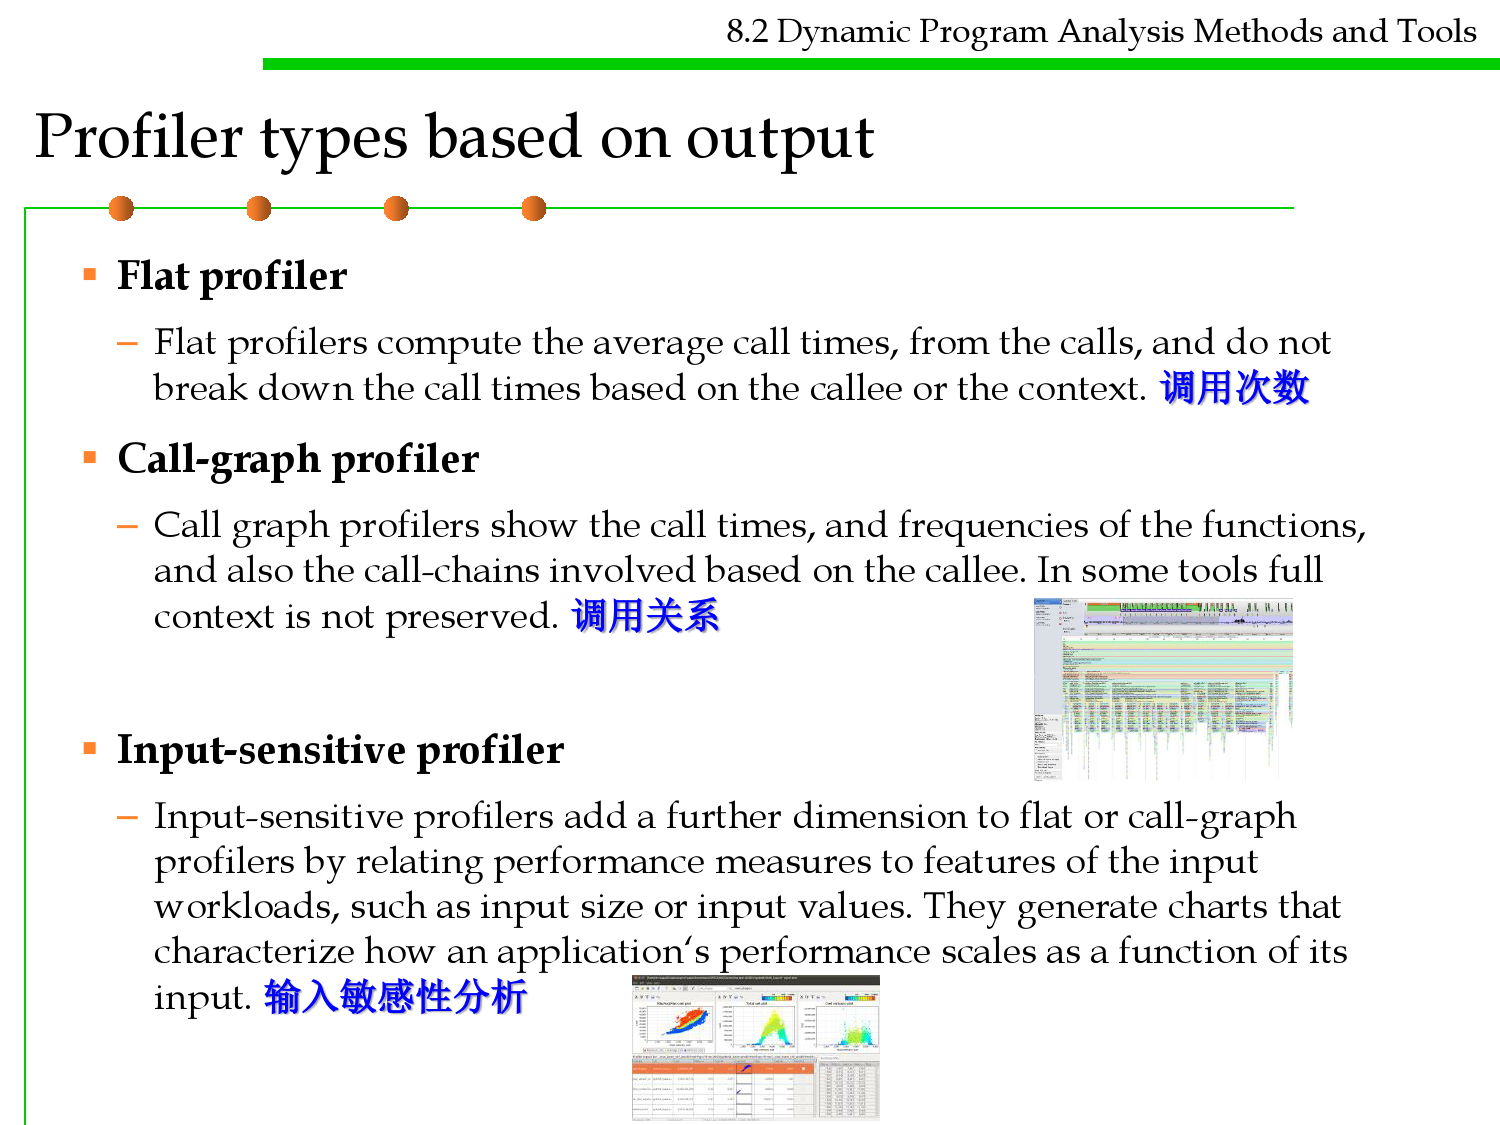 8.2 Dynamic Program Analysis Methods and Tools
Profiler types based on output
Flat profiler
– Flat profilers compute the average call times, from the calls, and do not
break down the call times based on the callee or the context. 调用次数
Call-graph profiler
– Call graph profilers show the call times, and frequencies of the functions,
and also the call-chains involved based on the callee. In some tools full
context is not preserved. 调用关系
Input-sensitive profiler
– Input-sensitive profilers add a further dimension to flat or call-graph
profilers by relating performance measures to features of the input
workloads, such as input size or input values. They generate charts that
characterize how an application‘s performance scales as a function of its
input. 输入敏感性分析